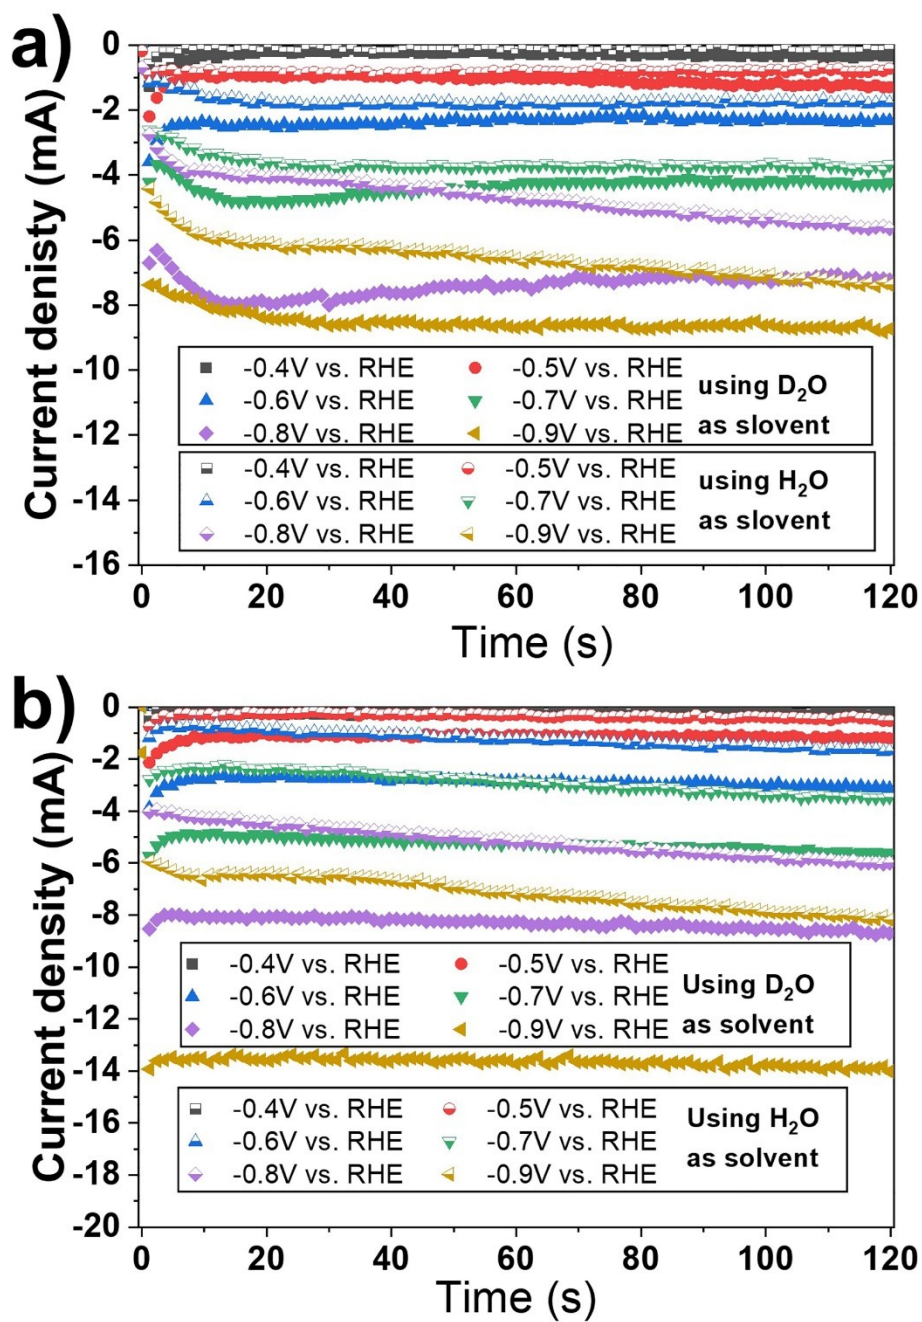 a)
Current denisty (mA)
0
-2
-4
-6
-8
-10
-12
-14
-16
-0.4V vs. RHE -0.5V vs. RHE
-0.6V vs. RHE -0.7V vs. RHE
-0.8V vs. RHE -0.9V vs. RHE
using D₂O
as slovent
-0.4V vs. RHE -0.5V vs. RHE
-0.6V vs. RHE -0.7V vs. RHE
-0.8V vs. RHE -0.9V vs. RHE
using H₂O
as slovent
0 20 40 60 80 100 120
Time (s)
b)
Current density (mA)
0
-2
-4
-6
-8
-10
-12
-14
-16
-18
-20
-0.4V vs. RHE -0.5V vs. RHE
-0.6V vs. RHE -0.7V vs. RHE
-0.8V vs. RHE -0.9V vs. RHE
Using D₂O
as solvent
-0.4V vs. RHE -0.5V vs. RHE
-0.6V vs. RHE -0.7V vs. RHE
-0.8V vs. RHE -0.9V vs. RHE
Using H₂O
as solvent
0 20 40 60 80 100 120
Time (s)